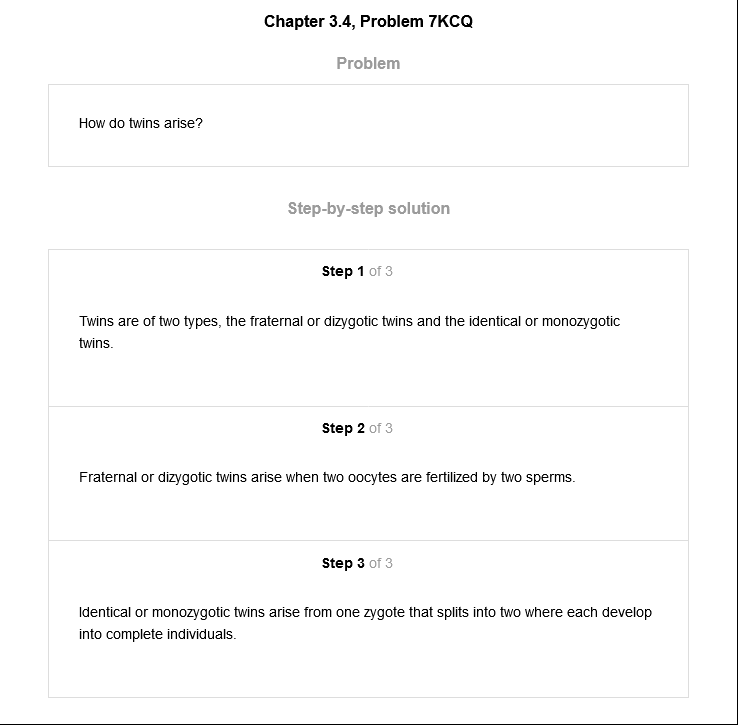 Chapter 3.4, Problem 7KCQ
Problem
How do twins arise?
Step-by-step solution
Step 1 of 3
Twins are of two types, the fraternal or dizygotic twins and the identical or monozygotic
twins.
Step 2 of 3
Fraternal or dizygotic twins arise when two oocytes are fertilized by two sperms.
Step 3 of 3
Identical or monozygotic twins arise from one zygote that splits into two where each develop
into complete individuals.